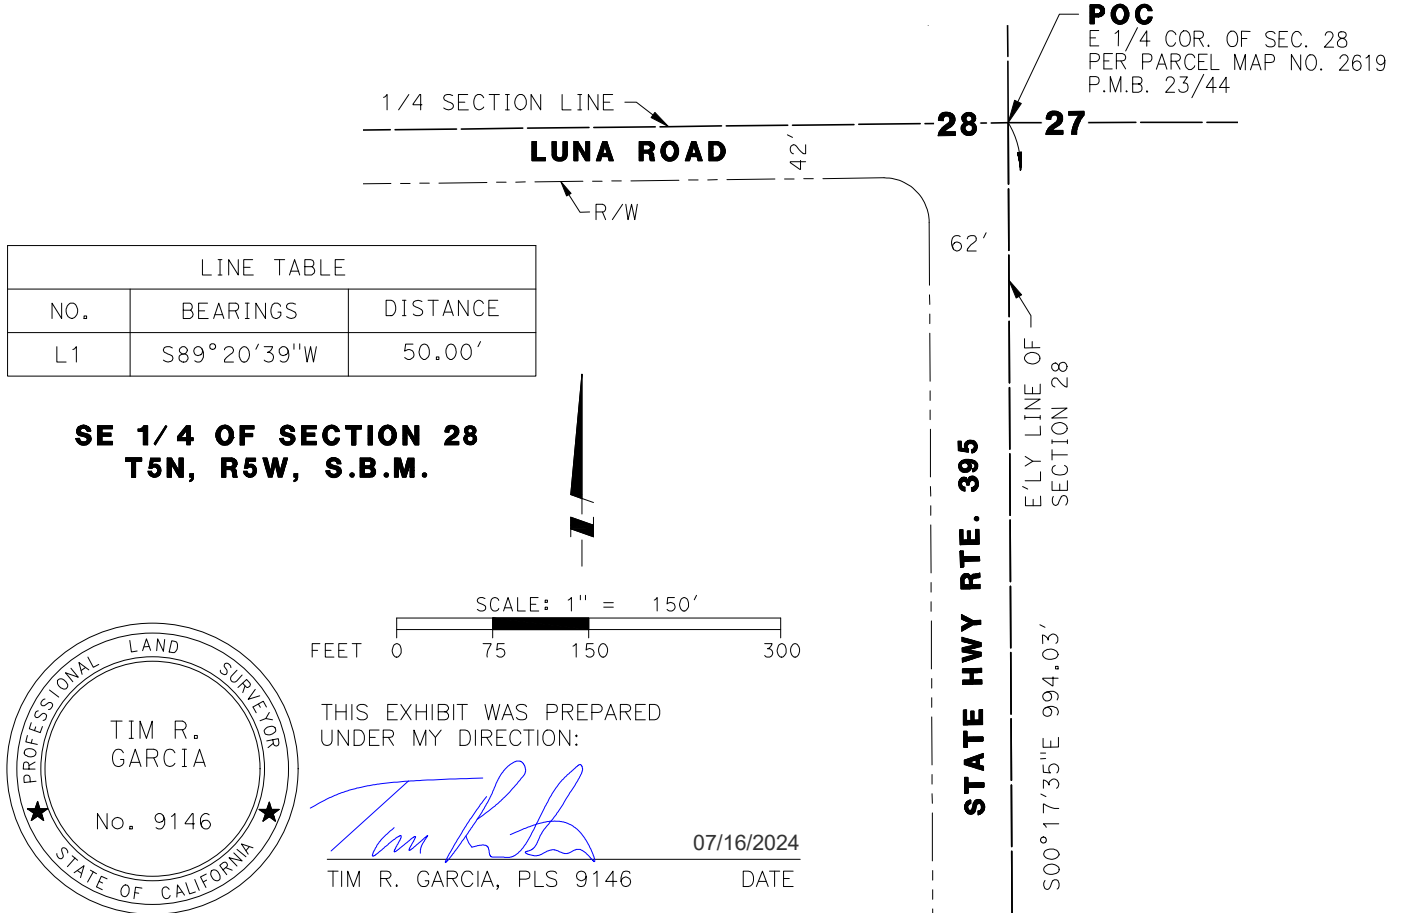 POC
E 1/4 COR. OF SEC. 28
PER PARCEL MAP NO. 2619
P.M.B. 23/44
1/4 SECTION LINE
28
27
LUNA ROAD
42'
R/W
62'
LINE TABLE
NO. BEARINGS DISTANCE
L1 S89°20'39"W 50.00'
E'LY LINE OF
SECTION 28
SE 1/4 OF SECTION 28
T5N, R5W, S.B.M.
N
STATE HWY RTE. 395
S00°17'35"E 994.03'
SCALE: 1" = 150'
FEET 0 75 150 300
PROFESSIONAL LAND SURVEYOR
TIM R.
GARCIA
No. 9146
STATE OF CALIFORNIA
THIS EXHIBIT WAS PREPARED
UNDER MY DIRECTION:
07/16/2024
TIM R. GARCIA, PLS 9146 DATE